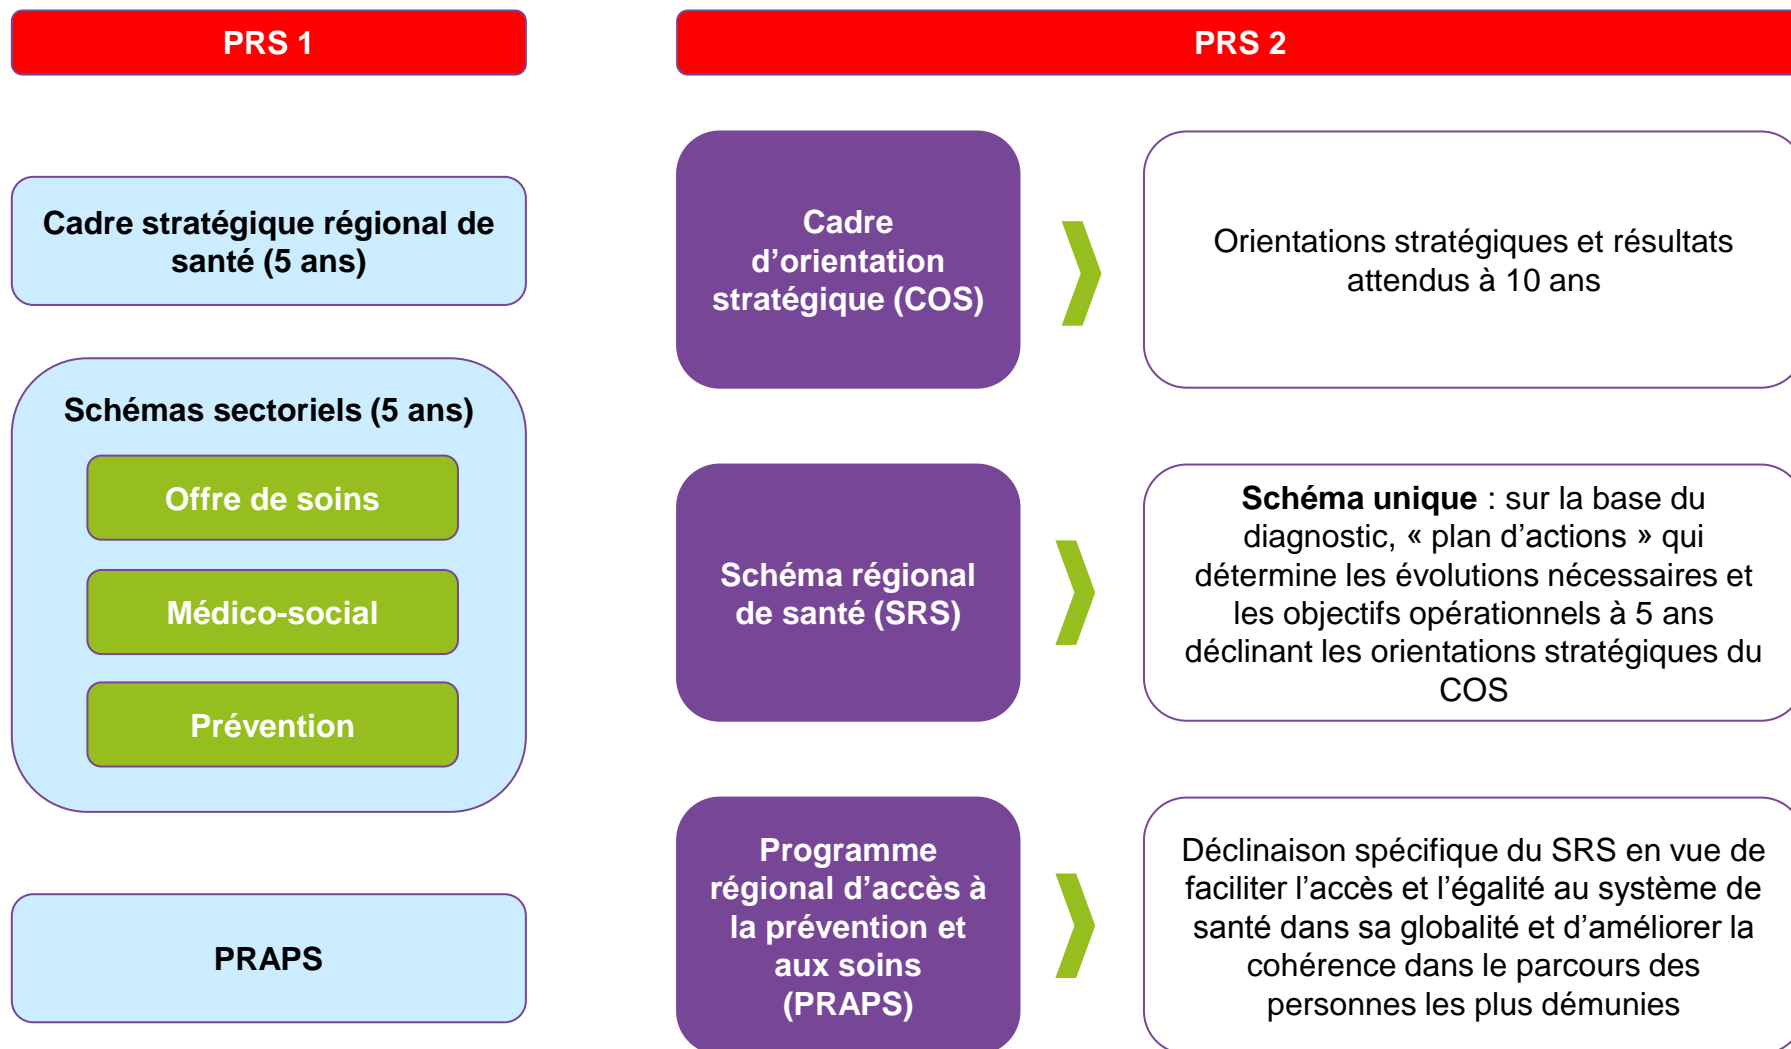 PRS 1
PRS 2
Cadre stratégique régional de
santé (5 ans)
Schémas sectoriels (5 ans)
Offre de soins
Médico-social
Prévention
PRAPS
Cadre
d’orientation
stratégique (COS)
Orientations stratégiques et résultats
attendus à 10 ans
Schéma régional
de santé (SRS)
Schéma unique : sur la base du
diagnostic, « plan d’actions » qui
détermine les évolutions nécessaires et
les objectifs opérationnels à 5 ans
déclinant les orientations stratégiques du
COS
Programme
régional d’accès à
la prévention et
aux soins
(PRAPS)
Déclinaison spécifique du SRS en vue de
faciliter l’accès et l’égalité au système de
santé dans sa globalité et d’améliorer la
cohérence dans le parcours des
personnes les plus démunies